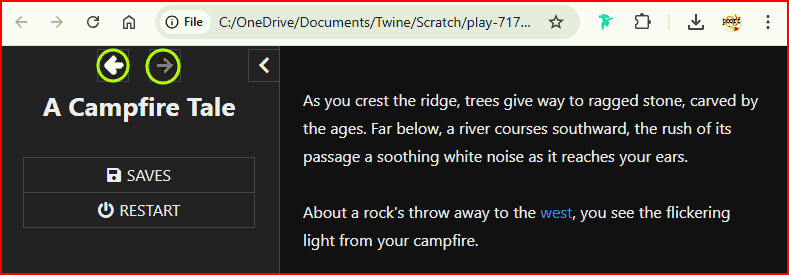 File
C:/OneDrive/Documents/Twine/Scratch/play-717...
A Campfire Tale
SAVES
RESTART
As you crest the ridge, trees give way to ragged stone, carved by
the ages. Far below, a river courses southward, the rush of its
passage a soothing white noise as it reaches your ears.
About a rock's throw away to the west, you see the flickering
light from your campfire.